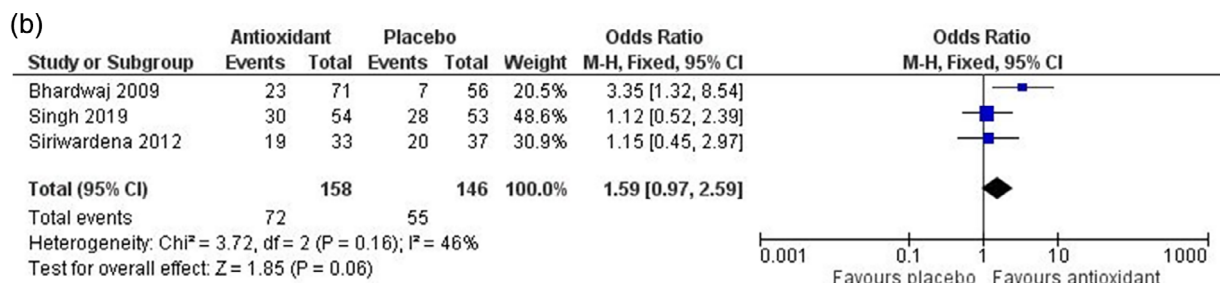 (b)
Antioxidant Placebo Odds Ratio Odds Ratio
Study or Subgroup Events Total Events Total Weight M-H, Fixed, 95% CI M-H, Fixed, 95% CI
Bhardwaj 2009 23 71 7 56 20.5% 3.35 [1.32, 8.54]
Singh 2019 30 54 28 53 48.6% 1.12 [0.52, 2.39]
Siriwardena 2012 19 33 20 37 30.9% 1.15 [0.45, 2.97]
Total (95% CI) 158 146 100.0% 1.59 [0.97, 2.59]
Total events 72 55
Heterogeneity: Chi² = 3.72, df = 2 (P = 0.16); I² = 46%
Test for overall effect: Z = 1.85 (P = 0.06)
0.001 0.1 1 10 1000
Favours placebo Favours antioxidant